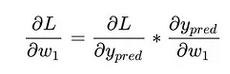 ∂L/∂w₁ = ∂L/∂y_pred * ∂y_pred/∂w₁